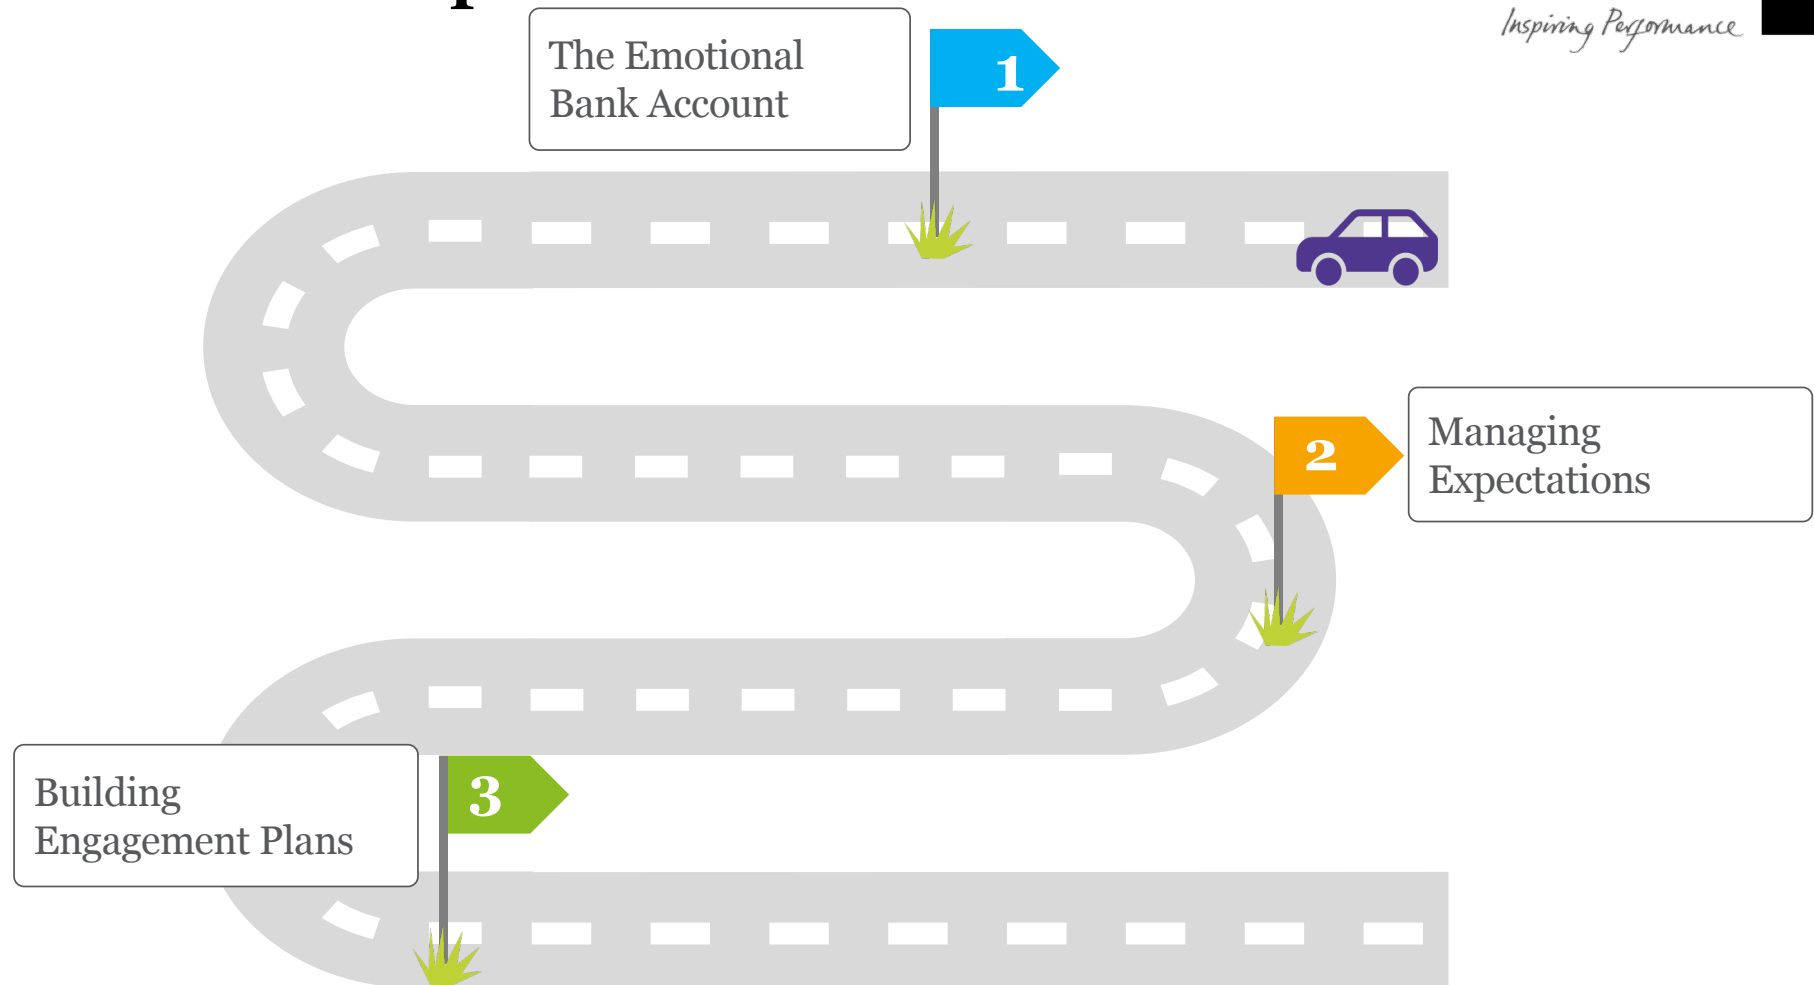 Inspiring Performance
The Emotional
Bank Account
1
2
Managing
Expectations
Building
Engagement Plans
3